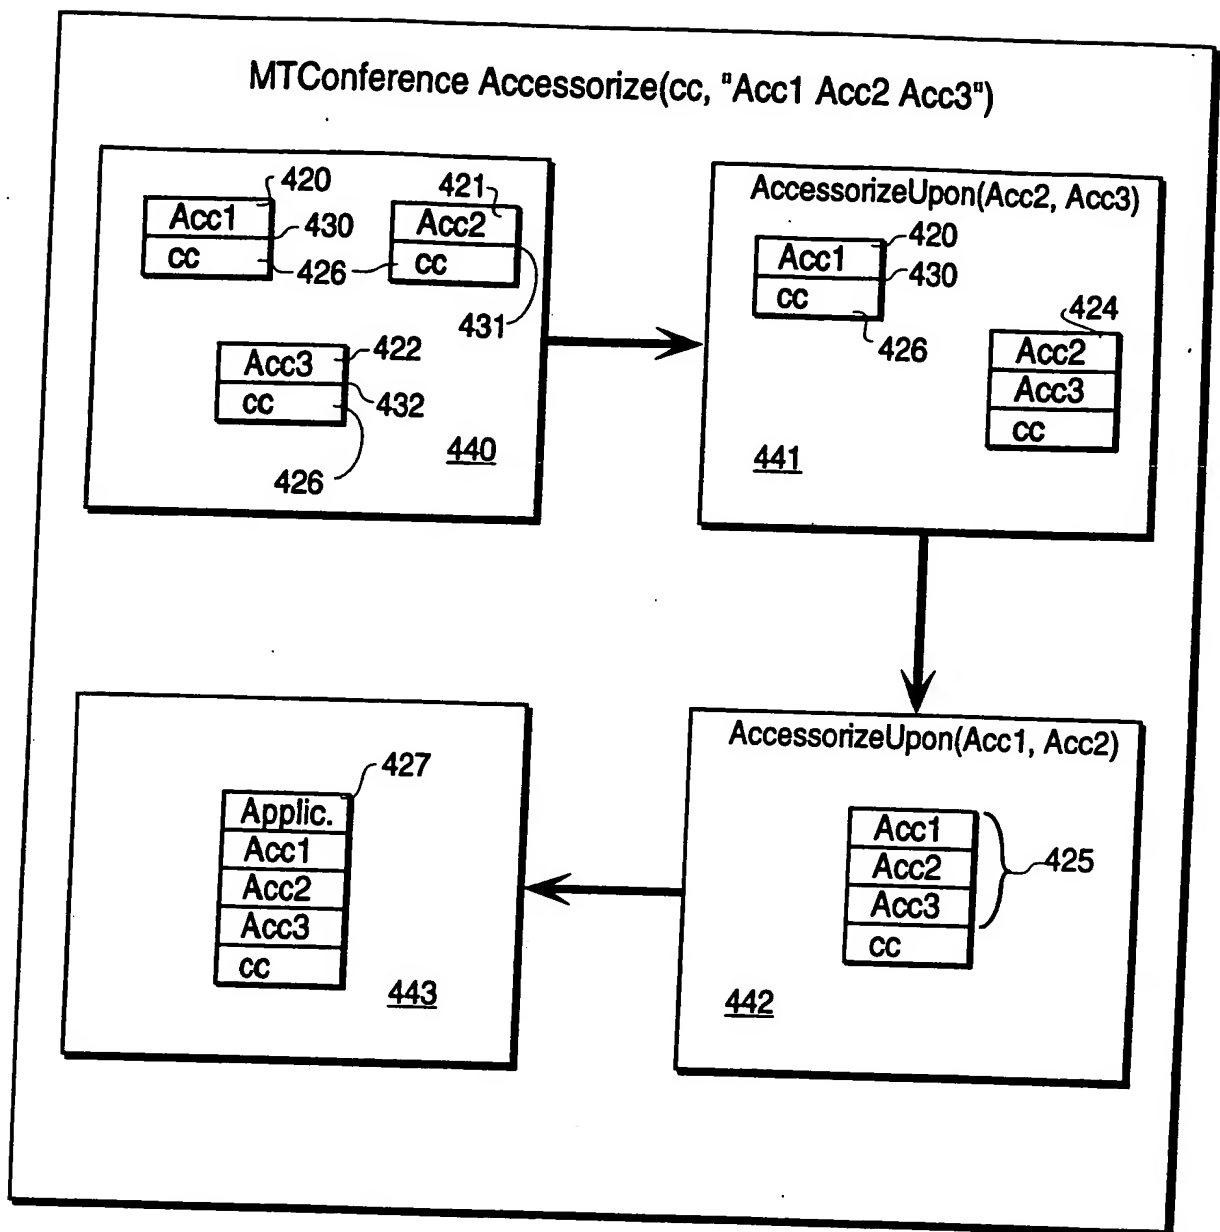 MTConference Accessorize(cc, "Acc1 Acc2 Acc3")
420
Acc1
430
cc
426
421
Acc2
cc
431
Acc3
422
cc
432
426
440
AccessorizeUpon(Acc2, Acc3)
420
Acc1
430
cc
426
424
Acc2
Acc3
cc
441
427
Applic.
Acc1
Acc2
Acc3
cc
443
AccessorizeUpon(Acc1, Acc2)
Acc1
Acc2
Acc3
cc
425
442